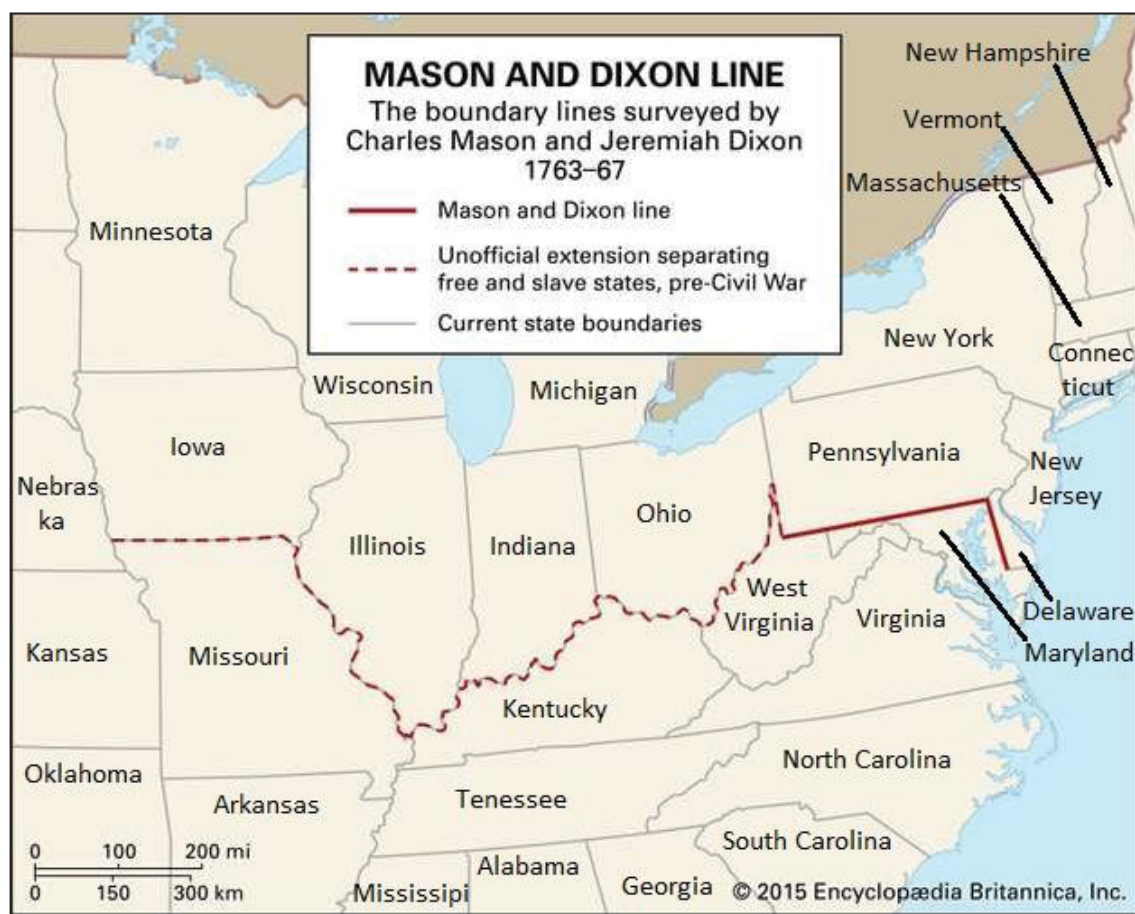 MASON AND DIXON LINE
The boundary lines surveyed by
Charles Mason and Jeremiah Dixon
1763–67
Mason and Dixon line
Unofficial extension separating
free and slave states, pre-Civil War
Current state boundaries
New Hampshire
Vermont
Massachusetts
Minnesota
New York
Connec
ticut
Wisconsin
Michigan
Iowa
Pennsylvania
New
Jersey
Nebras
ka
Ohio
Illinois
Indiana
West
Virginia
Virginia
Delaware
Maryland
Kansas
Missouri
Kentucky
Oklahoma
Arkansas
Tenessee
North Carolina
South Carolina
Alabama
Mississipi
Georgia
0 100 200 mi
0 150 300 km
© 2015 Encyclopædia Britannica, Inc.